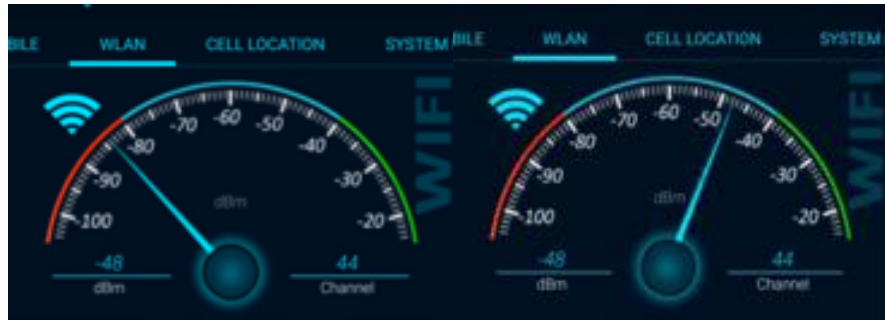 BILE WLAN CELL LOCATION SYSTEM
WIFI
-100
-90
-80
-70
-60
-50
-40
-30
-20
dBm
-48
dBm
44
Channel
BILE WLAN CELL LOCATION SYSTEM
WIFI
-100
-90
-80
-70
-60
-50
-40
-30
-20
dBm
-48
dBm
44
Channel